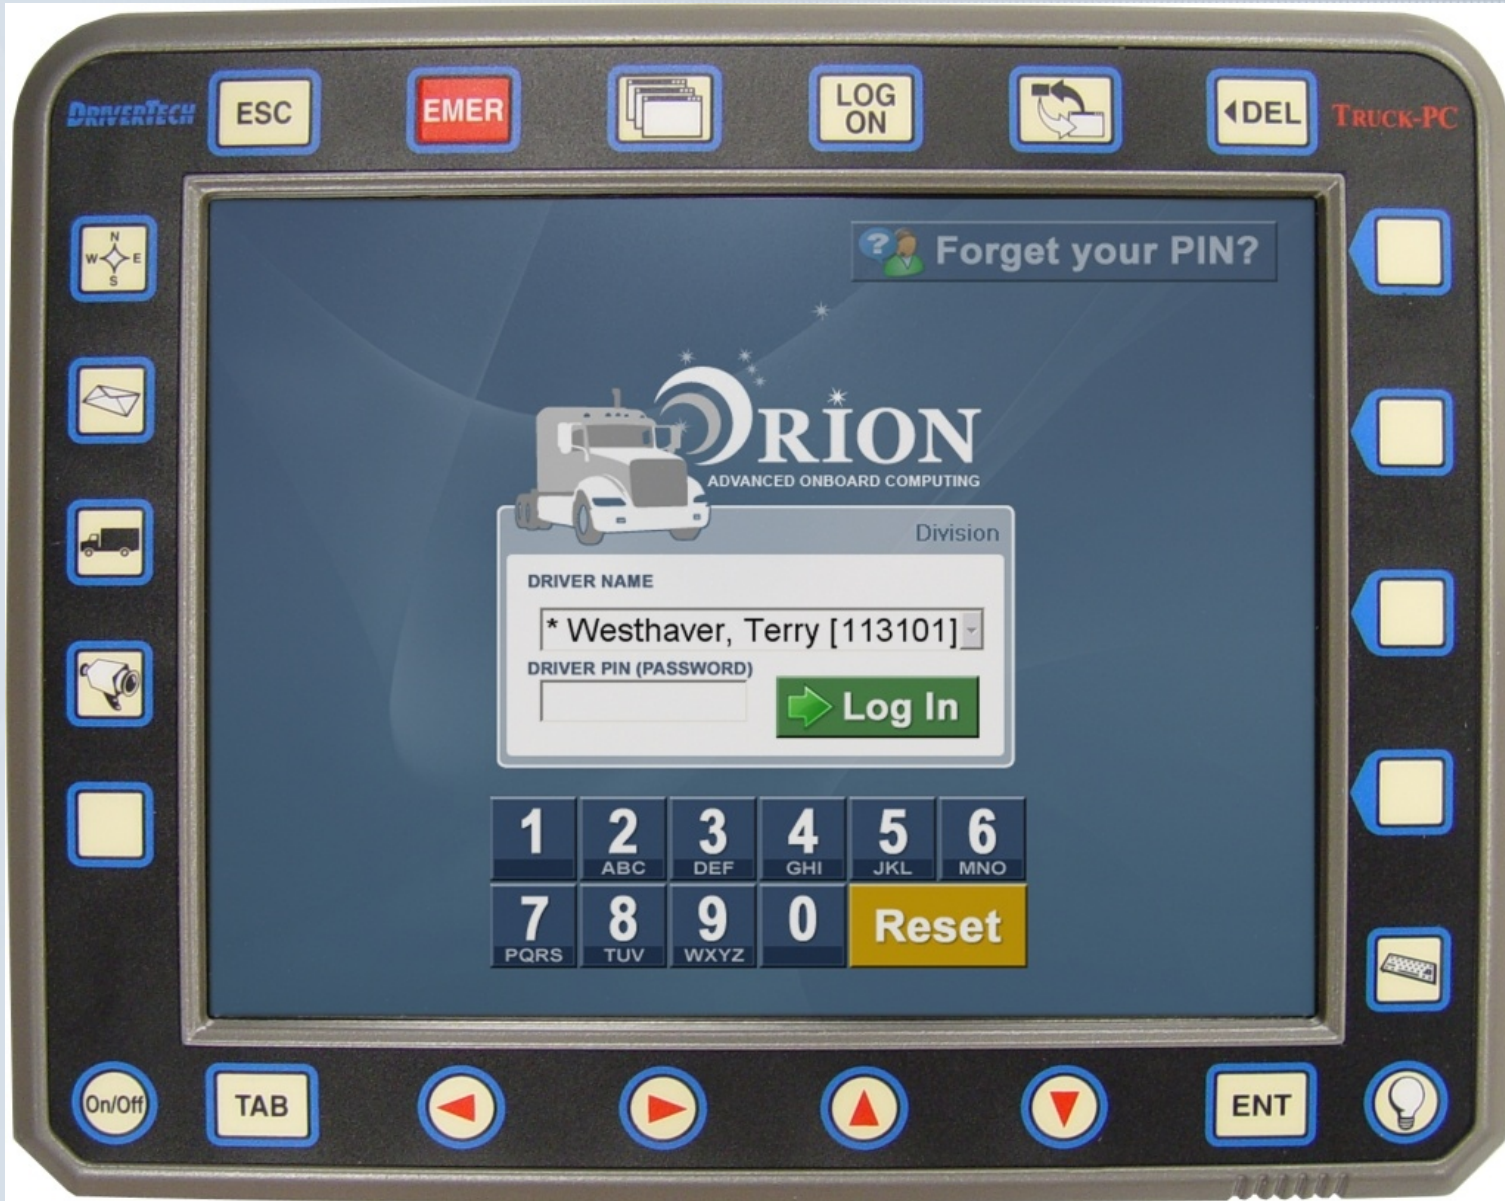 DRIVERTECH
ESC
EMER
LOG
ON
◄DEL
TRUCK-PC
N
W E
S
Forget your PIN?
ORION
ADVANCED ONBOARD COMPUTING
Division
DRIVER NAME
* Westhaver, Terry [113101]
DRIVER PIN (PASSWORD)
Log In
1 2 3 4 5 6
ABC DEF GHI JKL MNO
7 8 9 0 Reset
PQRS TUV WXYZ
On/Off
TAB
ENT